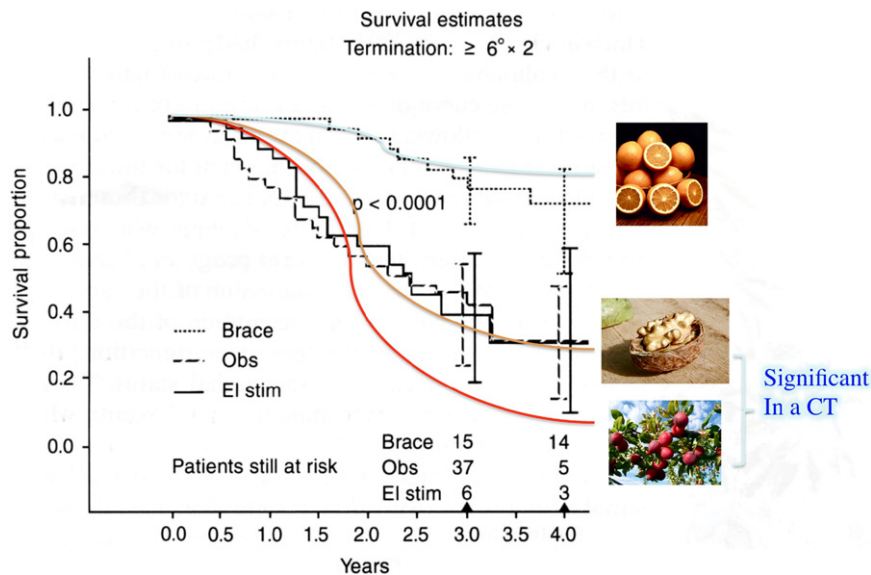 Survival estimates
Termination: ≥ 6° × 2
Survival proportion
1.0
0.8
0.6
0.4
0.2
0.0
p < 0.0001
Brace
Obs
El stim
Significant
In a CT
Patients still at risk
Brace 15 14
Obs 37 5
El stim 6 3
0.0 0.5 1.0 1.5 2.0 2.5 3.0 3.5 4.0
Years